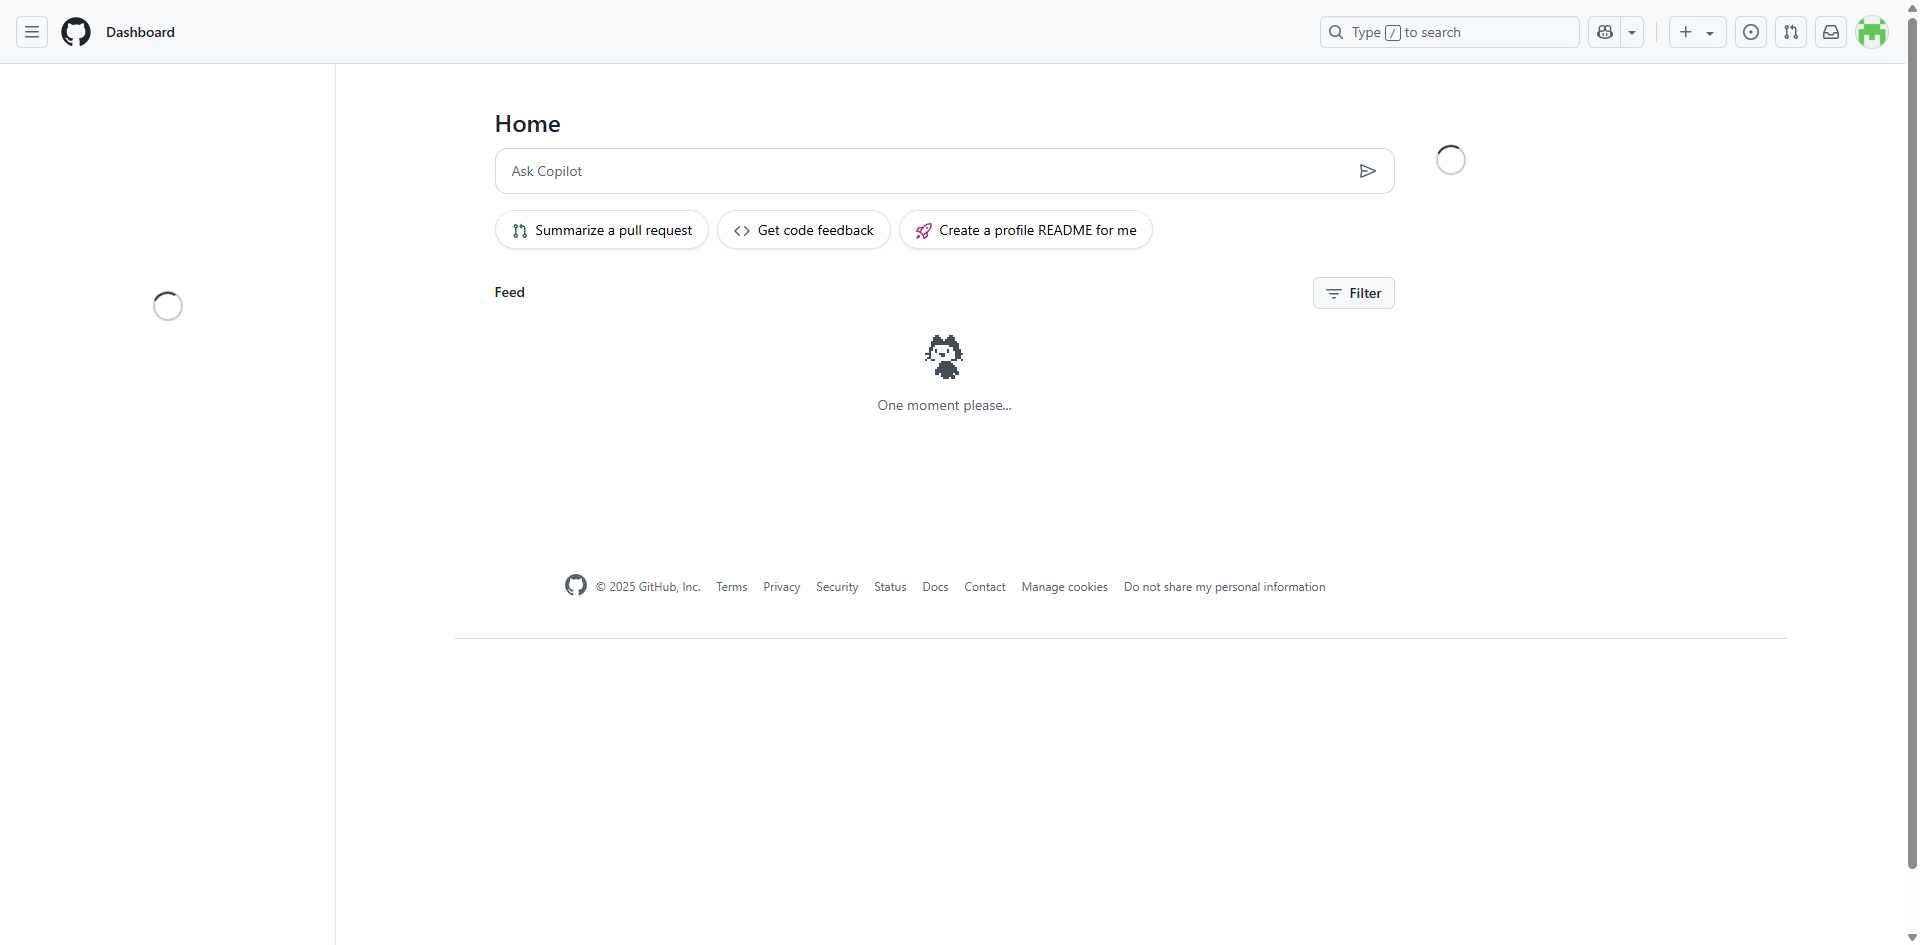 Dashboard
Type / to search
Home
Ask Copilot
Summarize a pull request
Get code feedback
Create a profile README for me
Feed
Filter
One moment please...
© 2025 GitHub, Inc. Terms Privacy Security Status Docs Contact Manage cookies Do not share my personal information